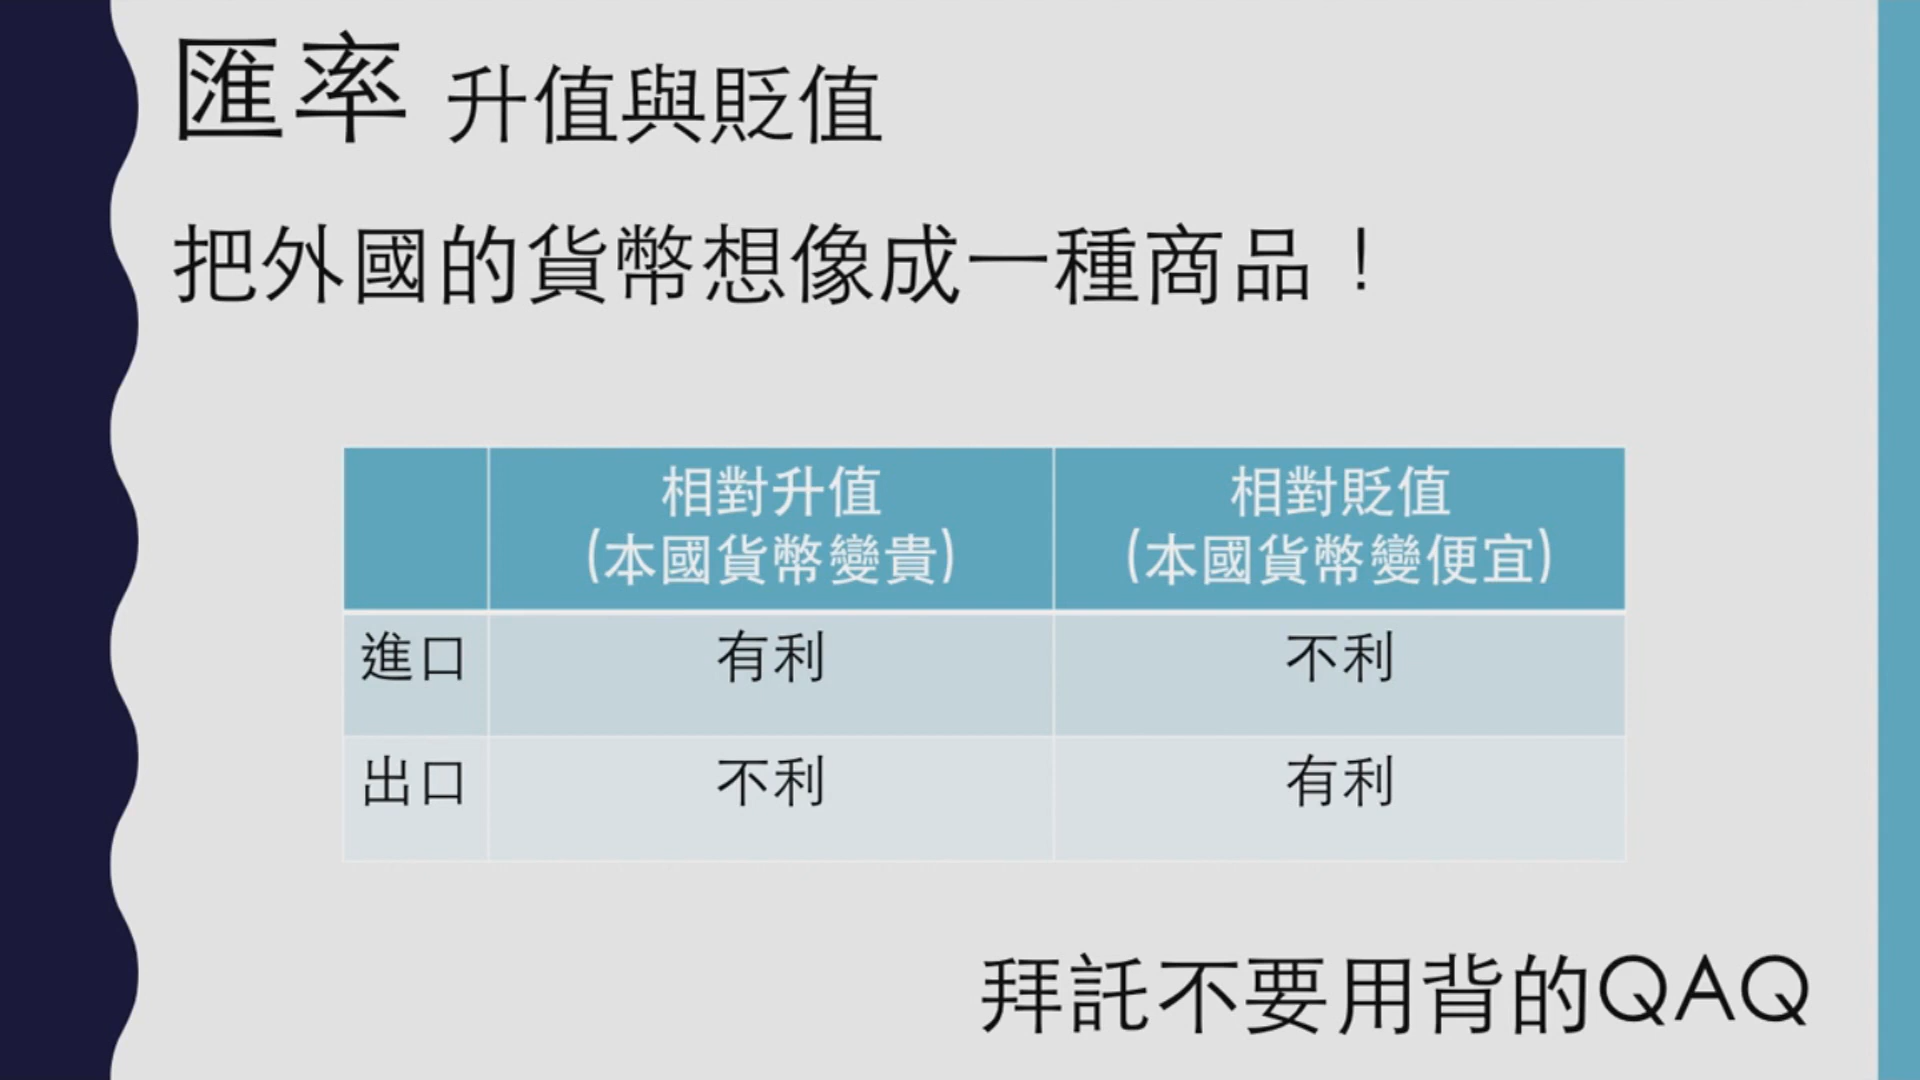 匯率 升值與貶值
把外國的貨幣想像成一種商品！
相對升值 相對貶值
(本國貨幣變貴) (本國貨幣變便宜)
進口 有利 不利
出口 不利 有利
拜託不要用背的QAQ